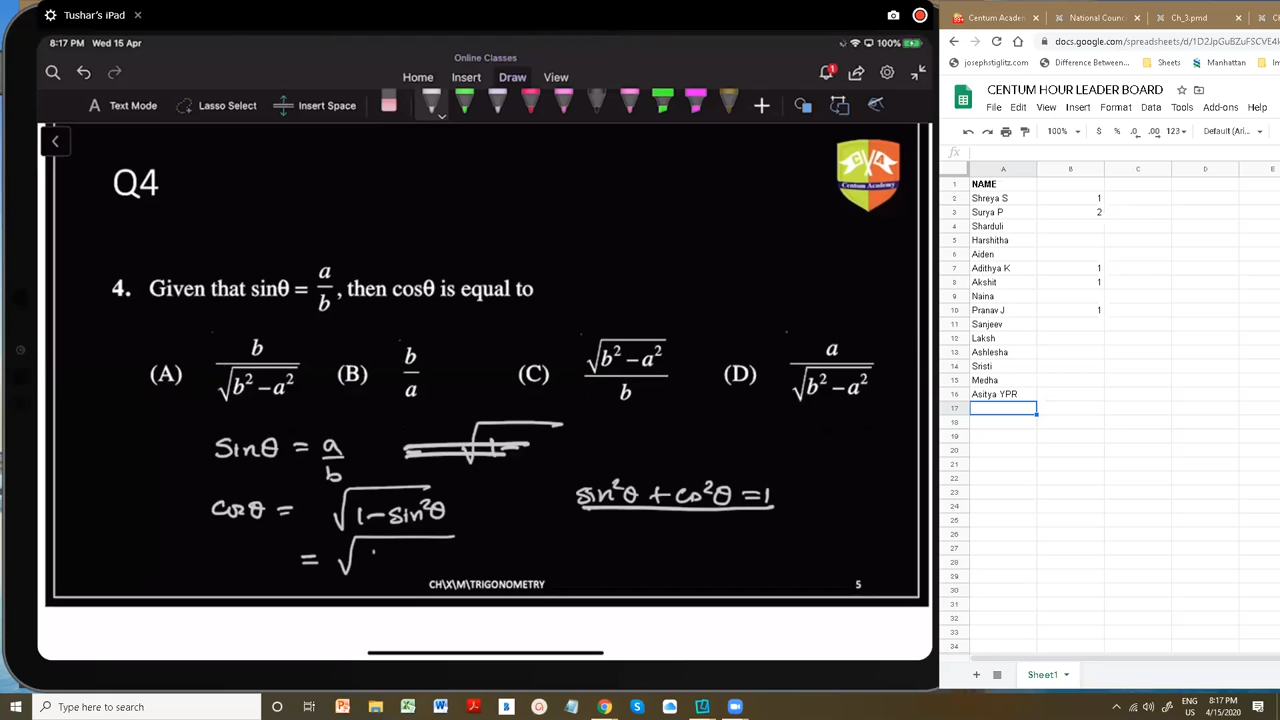 Tushar's iPad
8:17 PM Wed 15 Apr
100%
Online Classes
Home Insert Draw View
1
Text Mode Lasso Select Insert Space
Q4
CA
Centum Academy
4. Given that sinθ = a/b, then cosθ is equal to
(A) b/√(b² – a²) (B) b/a (C) √(b² – a²)/b (D) a/√(b² – a²)
sinθ = a/b
cosθ = √(1–sin²θ)
sin²θ + cos²θ = 1
= √
CH\X\M\TRIGONOMETRY 5
Centum Acade × National Counc × Ch_3.pmd ×
docs.google.com/spreadsheets/d/1D2JpGuBZuFSCVE4
josephstiglitz.com Difference Between... Sheets Manhattan
CENTUM HOUR LEADER BOARD
File Edit View Insert Format Data Tools Add-ons Help
100% $ % .0 .00 123 Default (Ari...
fx
A B C D E
1 NAME
2 Shreya S 1
3 Surya P 2
4 Sharduli
5 Harshitha
6 Aiden
7 Adithya K 1
8 Akshit 1
9 Naina
10 Pranav J 1
11 Sanjeev
12 Laksh
13 Ashlesha
14 Sristi
15 Medha
16 Asitya YPR
17
18
19
20
21
22
23
24
25
26
27
28
29
30
31
32
33
34
Sheet1
Type here to search
ENG
US
8:17 PM
4/15/2020